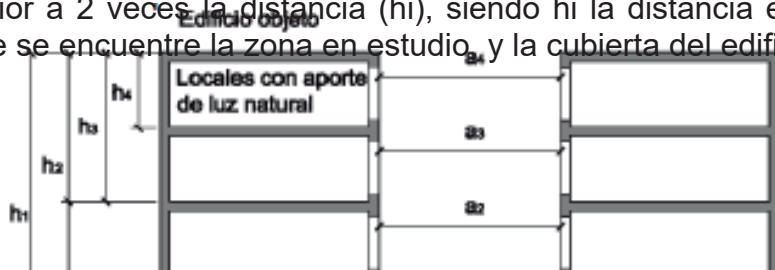 ior a 2 veces la distancia (hi), siendo hi la distancia e
Edificio objeto
e se encuentre la zona en estudio, y la cubierta del edifi
a4
Locales con aporte
de luz natural
h4
h3
a3
h2
a2
h1